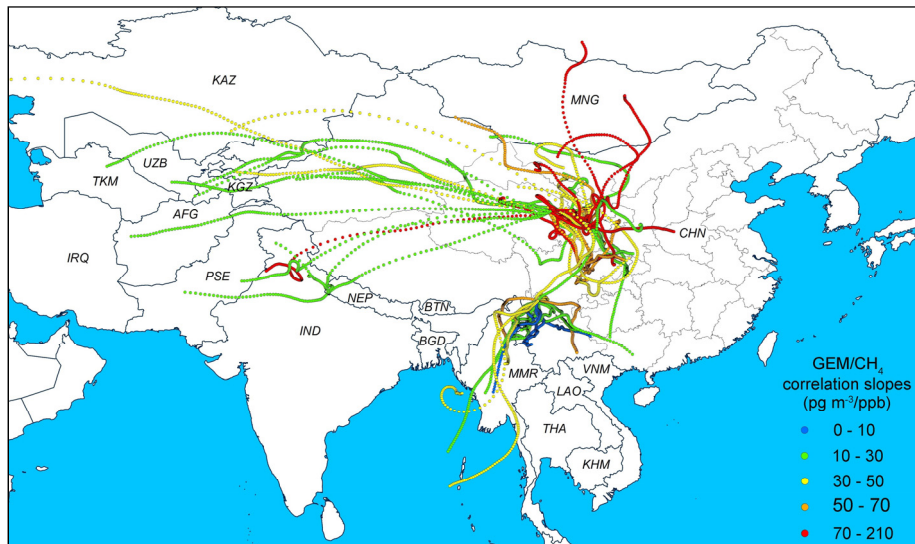 KAZ
MNG
UZB
KGZ
TKM
AFG
CHN
IRQ
PSE
NEP
BTN
IND
BGD
MMR
VNM
LAO
THA
KHM
GEM/CH₄
correlation slopes
(pg m⁻³/ppb)
0 - 10
10 - 30
30 - 50
50 - 70
70 - 210